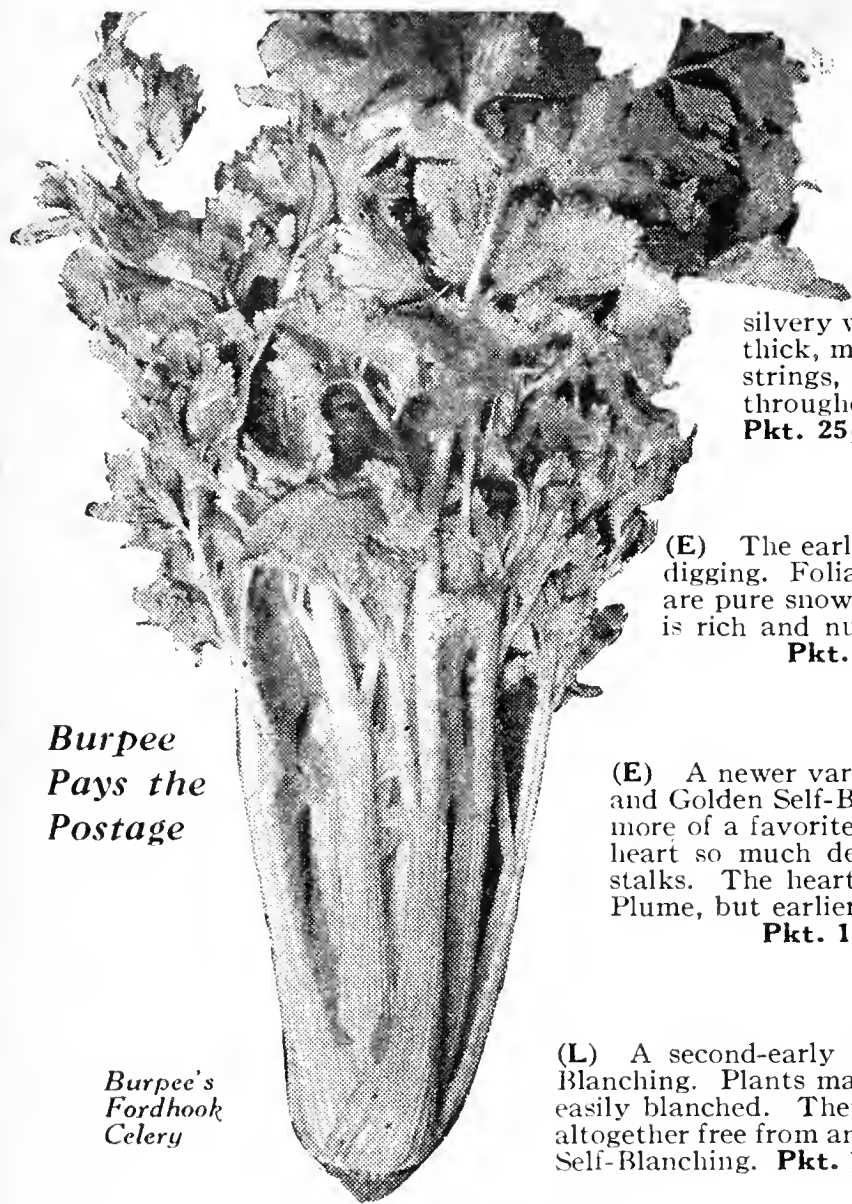 silvery w
thick, m
strings,
througho
Pkt. 25
(E) The earl
digging. Folia
are pure snow
is rich and nu
Pkt.
Burpee
Pays the
Postage
(E) A newer var
and Golden Self-B
more of a favorite
heart so much de
stalks. The heart
Plume, but earlier
Pkt. 1
Burpee's
Fordhook
Celery
(L) A second-early
Blanching. Plants ma
easily blanched. The
altogether free from an
Self-Blanching. Pkt.